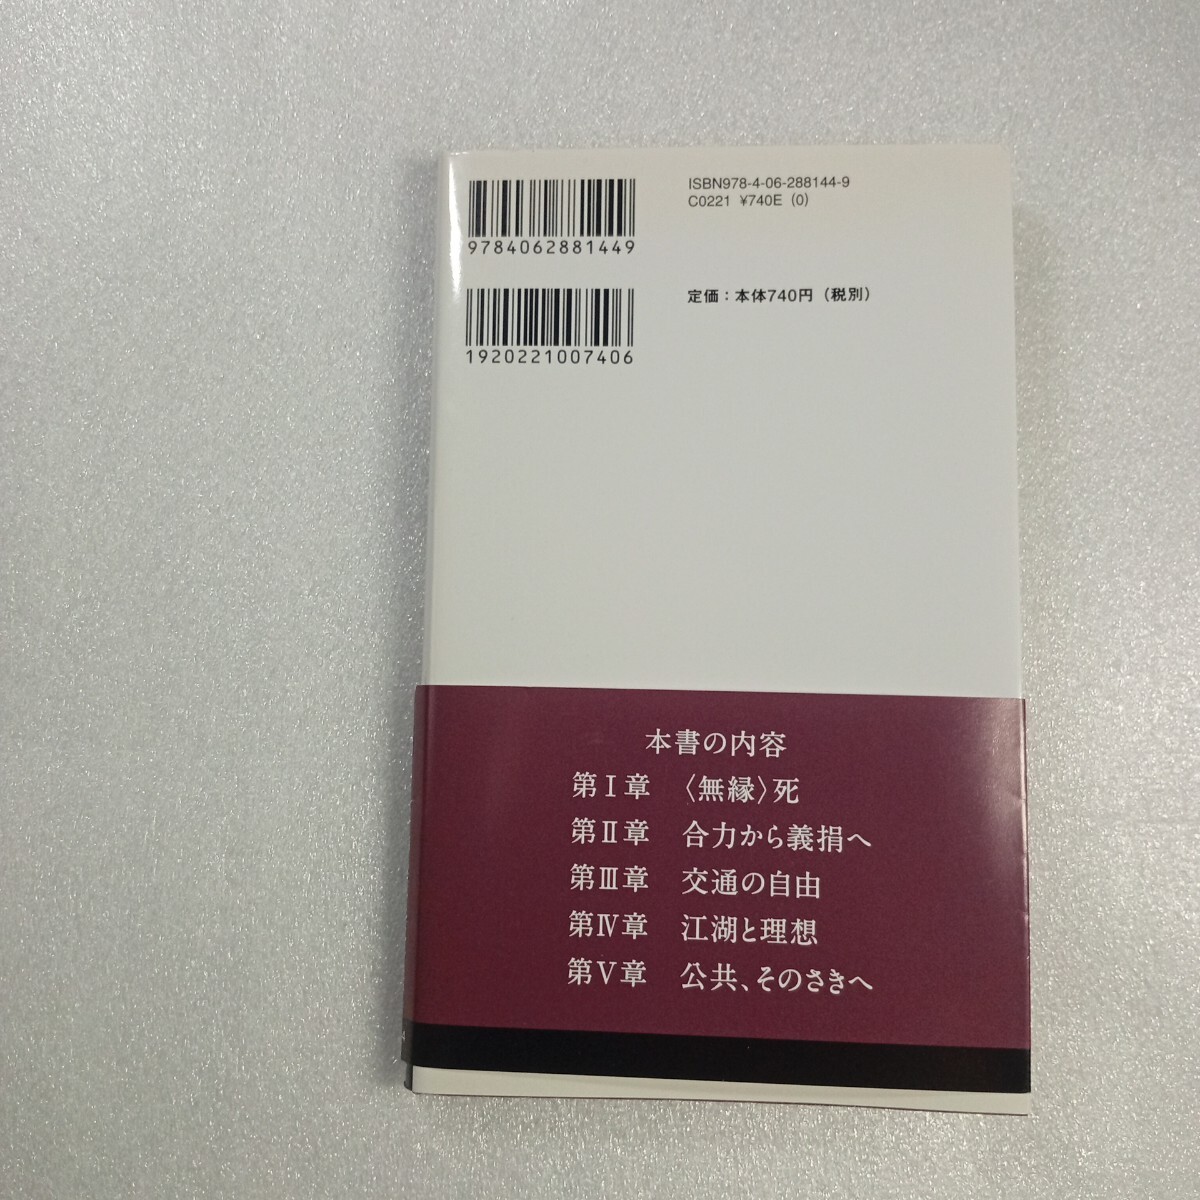 9784062881449
1920221007406
ISBN978-4-06-288144-9
C0221 ¥740E (0)
定価：本体740円（税別）
本書の内容
第Ⅰ章 〈無縁〉死
第Ⅱ章 合力から義捐へ
第Ⅲ章 交通の自由
第Ⅳ章 江湖と理想
第Ⅴ章 公共、そのさきへ